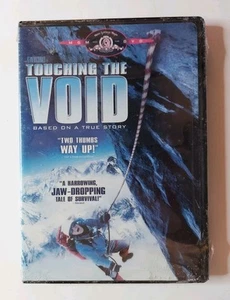 TOUCHING THE
VOID
BASED ON A TRUE STORY
"TWO THUMBS
WAY UP!"
"A HARROWING,
JAW-DROPPING
TALE OF SURVIVAL!"